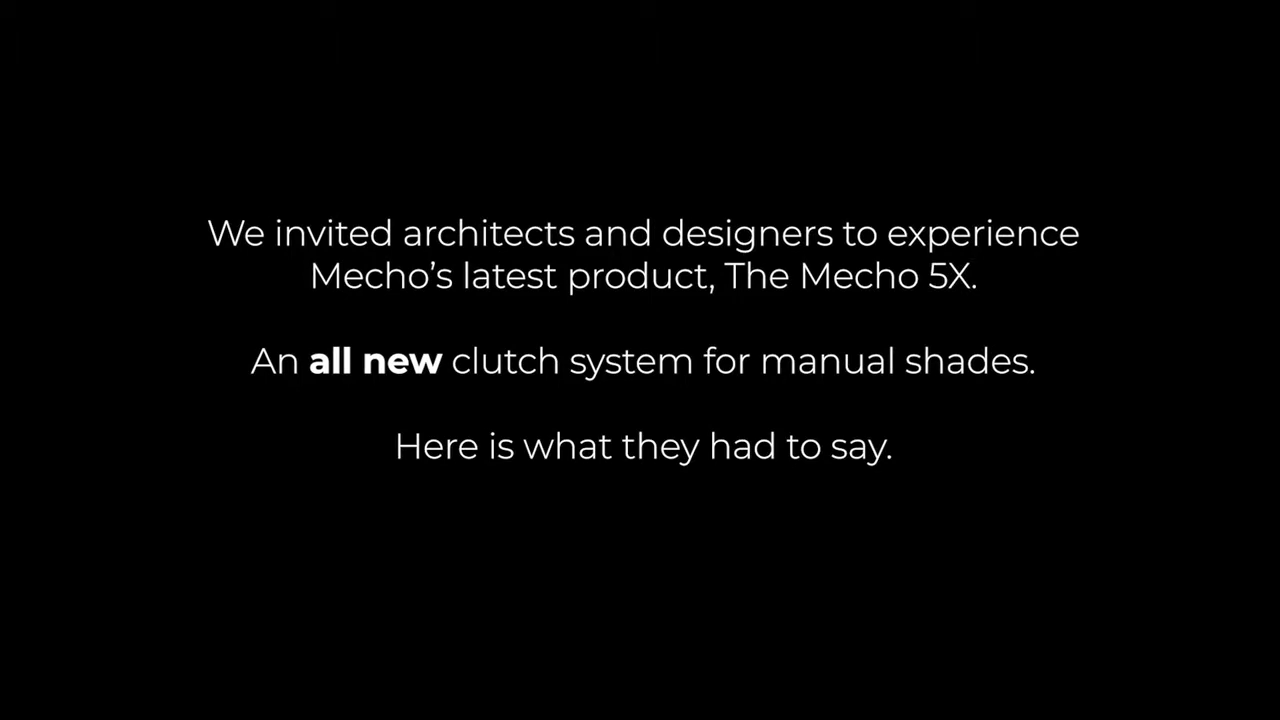 We invited architects and designers to experience
Mecho’s latest product, The Mecho 5X.
An all new clutch system for manual shades.
Here is what they had to say.